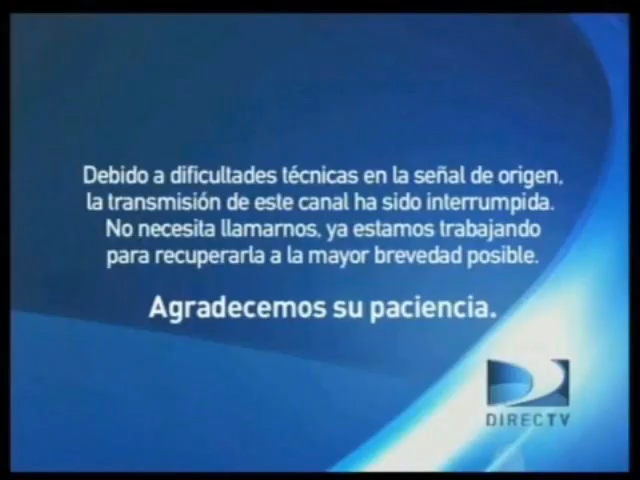 Debido a dificultades técnicas en la señal de origen,
la transmisión de este canal ha sido interrumpida.
No necesita llamarnos, ya estamos trabajando
para recuperarla a la mayor brevedad posible.
Agradecemos su paciencia.
DIRECTV